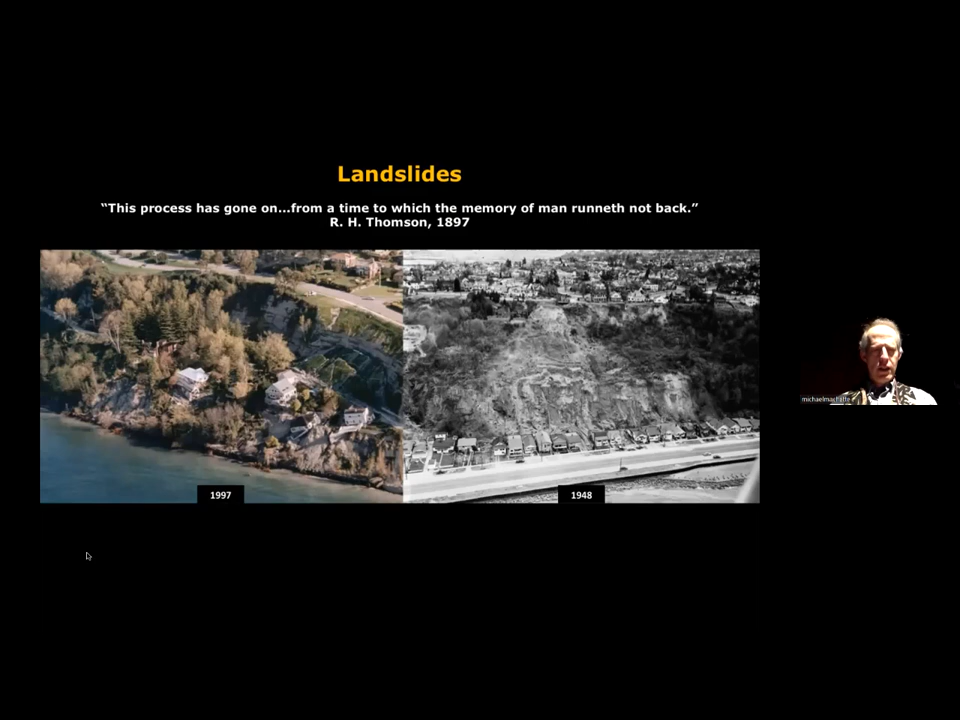 Landslides
“This process has gone on...from a time to which the memory of man runneth not back.”
R. H. Thomson, 1897
1997
1948